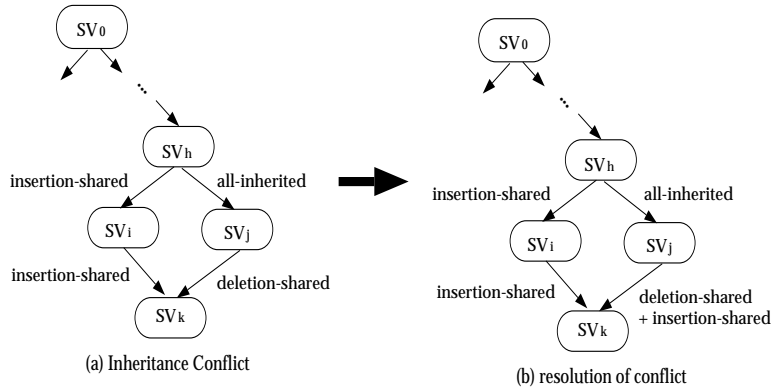 SV0
...
SVh
insertion-shared
all-inherited
SVi
SVj
insertion-shared
deletion-shared
SVk
(a) Inheritance Conflict
SV0
...
SVh
insertion-shared
all-inherited
SVi
SVj
insertion-shared
deletion-shared
+ insertion-shared
SVk
(b) resolution of conflict